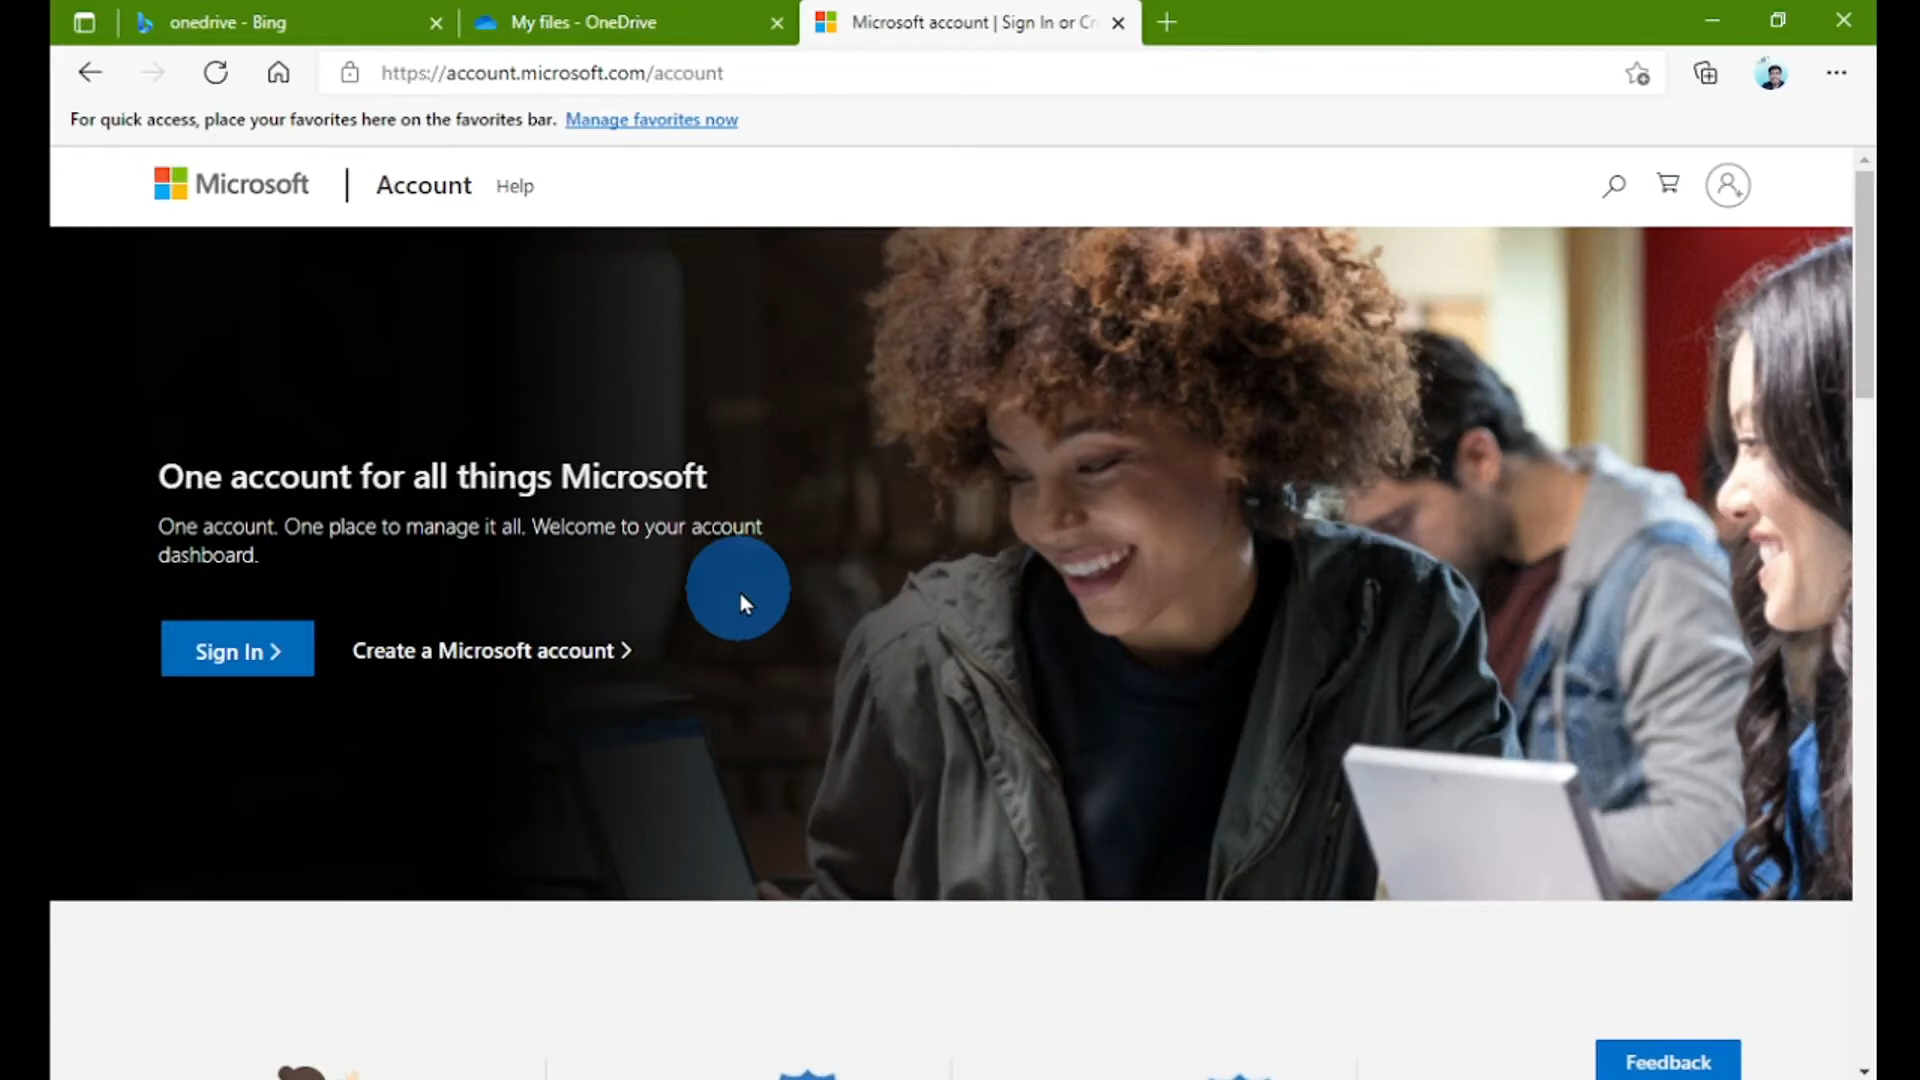 onedrive - Bing
My files - OneDrive
Microsoft account | Sign In or Cr
https://account.microsoft.com/account
For quick access, place your favorites here on the favorites bar. Manage favorites now
Microsoft
Account
Help
One account for all things Microsoft
One account. One place to manage it all. Welcome to your account
dashboard.
Sign In >
Create a Microsoft account >
Feedback